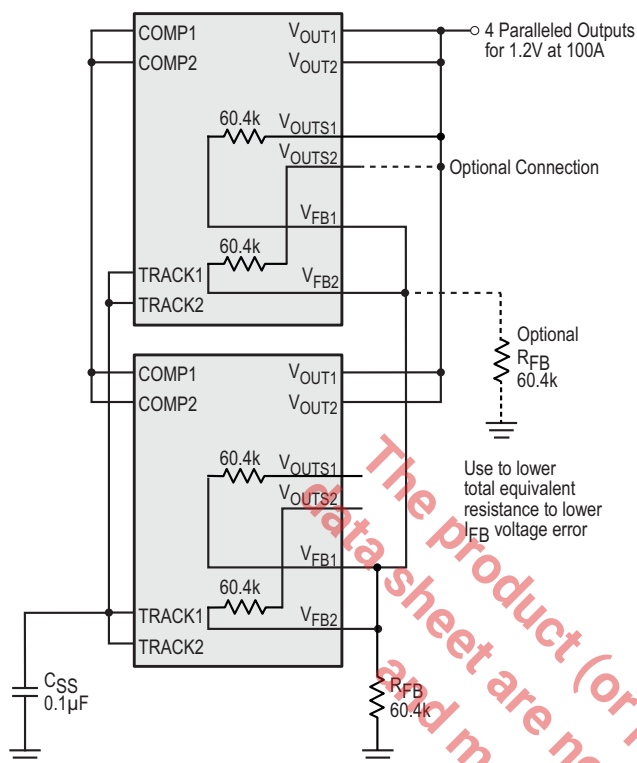 COMP1
COMP2
VOUT1
VOUT2
4 Paralleled Outputs
for 1.2V at 100A
60.4k
VOUTS1
VOUTS2
Optional Connection
VFB1
60.4k
VFB2
TRACK1
TRACK2
Optional
RFB
60.4k
COMP1
COMP2
VOUT1
VOUT2
60.4k
VOUTS1
VOUTS2
Use to lower
total equivalent
resistance to lower
IFB voltage error
VFB1
60.4k
VFB2
TRACK1
TRACK2
CSS
0.1µF
RFB
60.4k
The product (or
data sheet are
and